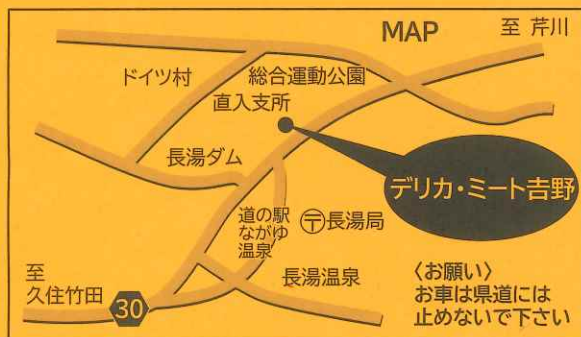 MAP
至 芹川
ドイツ村
総合運動公園
直入支所
長湯ダム
デリカ・ミート吉野
道の駅
ながゆ
温泉
〒長湯局
至
久住竹田
30
長湯温泉
〈お願い〉
お車は県道には
止めないで下さい